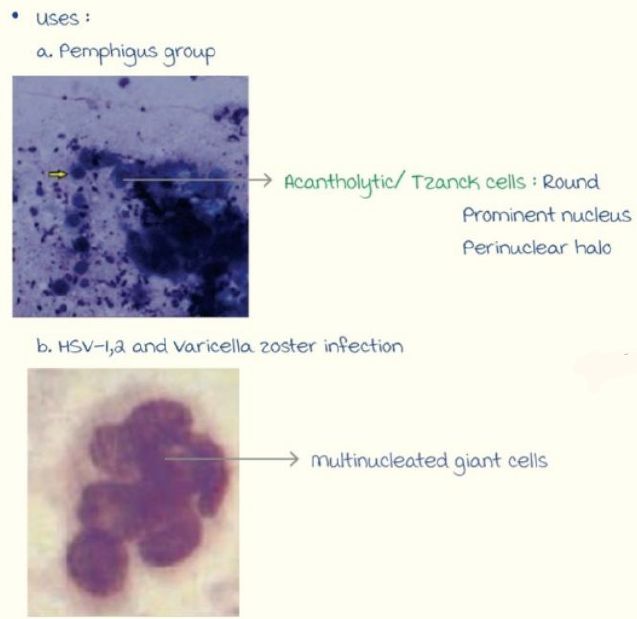 • uses :
a. Pemphigus group
Acantholytic/ Tzanck cells : Round
Prominent nucleus
Perinuclear halo
b. HSV-1,2 and Varicella zoster infection
multinucleated giant cells